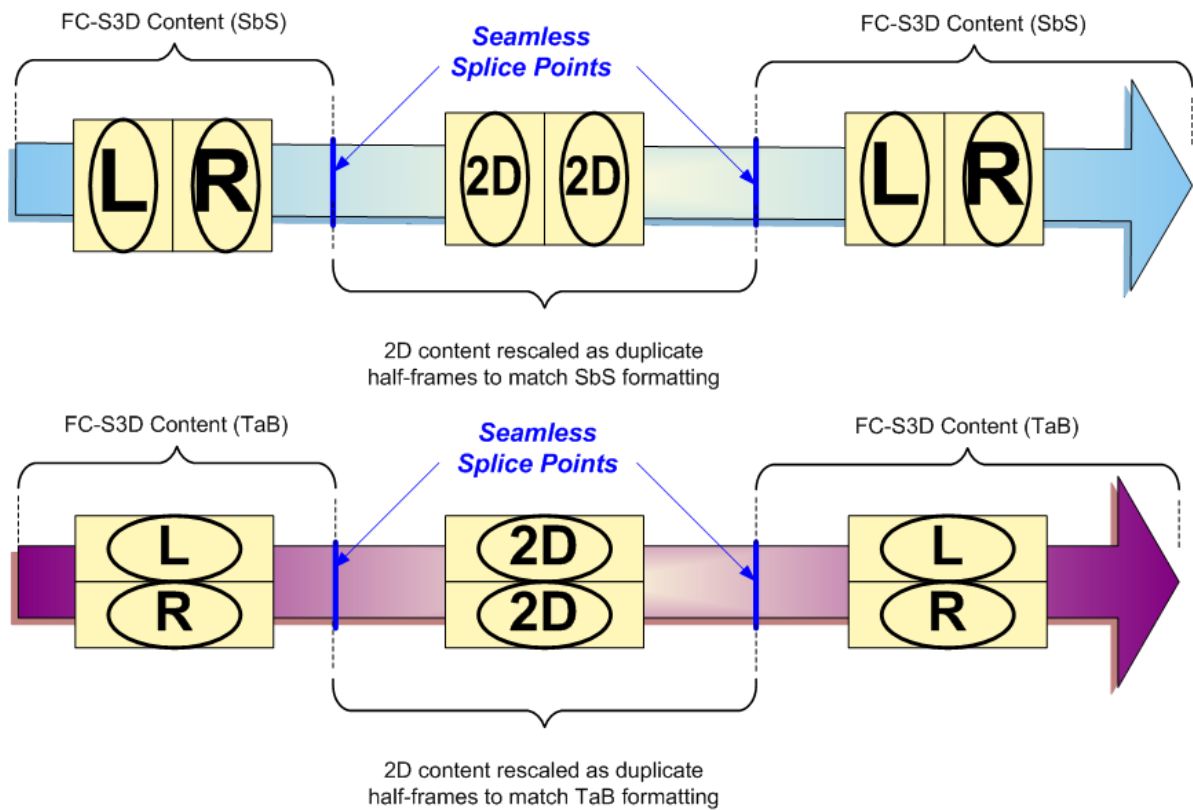 FC-S3D Content (SbS)
Seamless
Splice Points
FC-S3D Content (SbS)
L R
2D 2D
L R
2D content rescaled as duplicate
half-frames to match SbS formatting
FC-S3D Content (TaB)
Seamless
Splice Points
FC-S3D Content (TaB)
L
R
2D
2D
L
R
2D content rescaled as duplicate
half-frames to match TaB formatting